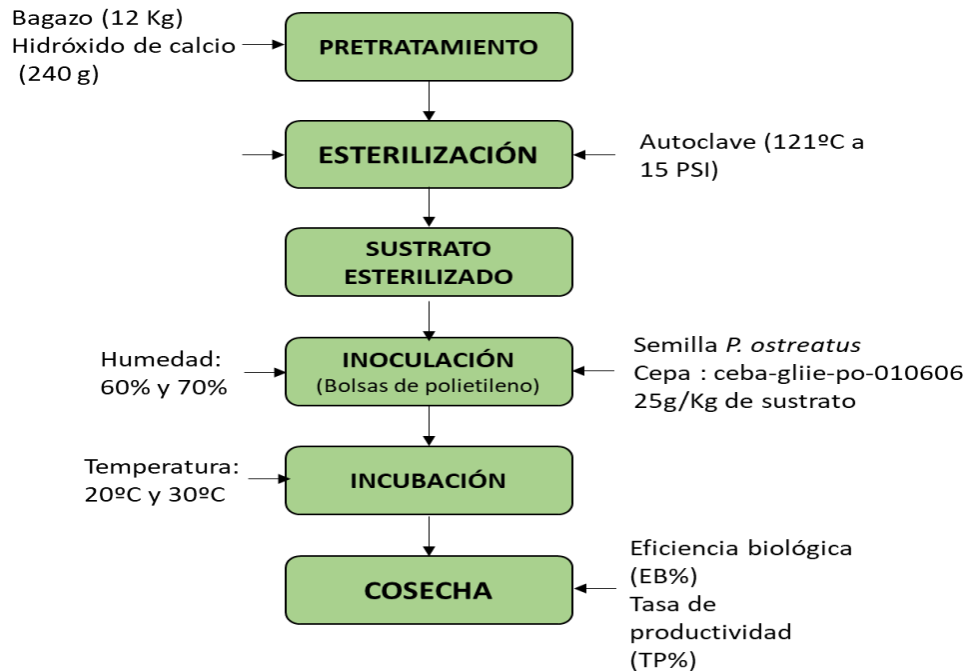 Bagazo (12 Kg)
Hidróxido de calcio
(240 g)
PRETRATAMIENTO
ESTERILIZACIÓN
Autoclave (121ºC a
15 PSI)
SUSTRATO
ESTERILIZADO
Humedad:
60% y 70%
INOCULACIÓN
(Bolsas de polietileno)
Semilla P. ostreatus
Cepa : ceba-gliie-po-010606
25g/Kg de sustrato
Temperatura:
20ºC y 30ºC
INCUBACIÓN
COSECHA
Eficiencia biológica
(EB%)
Tasa de
productividad
(TP%)